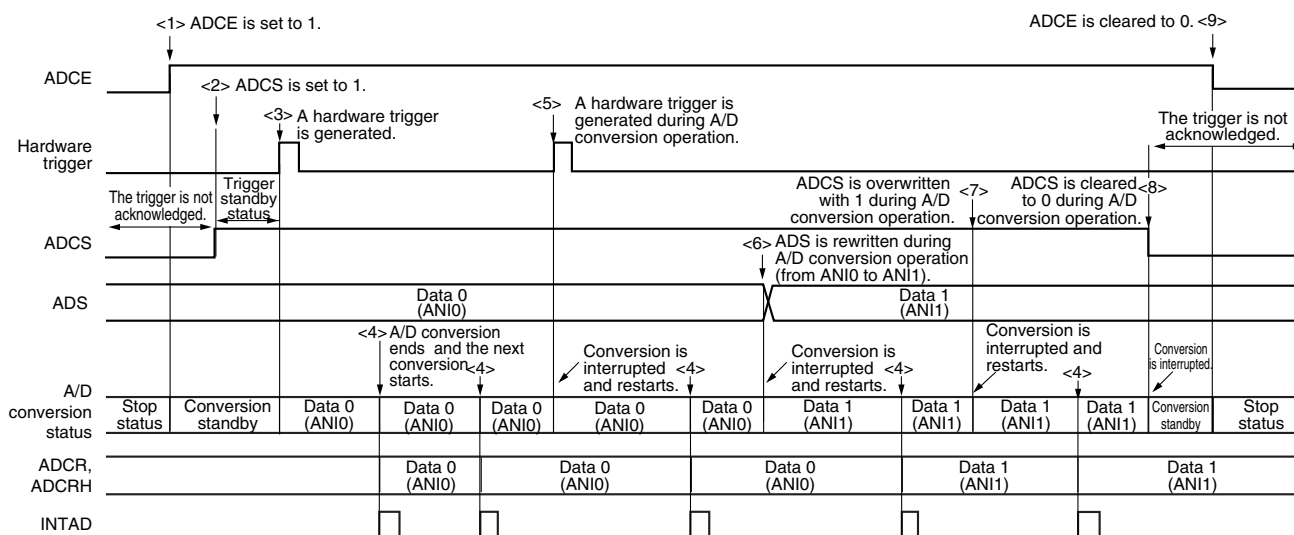 <1> ADCE is set to 1.
ADCE is cleared to 0. <9>
ADCE
<2> ADCS is set to 1.
<3> A hardware trigger
is generated.
<5> A hardware trigger is
generated during A/D
conversion operation.
The trigger is not
acknowledged.
Hardware
trigger
The trigger is not
acknowledged.
Trigger
standby
status
ADCS is overwritten
with 1 during A/D
conversion operation.
<7>
ADCS is cleared
to 0 during A/D
conversion operation.
<8>
ADCS
<6> ADS is rewritten during
A/D conversion operation
(from ANI0 to ANI1).
ADS
Data 0
(ANI0)
Data 1
(ANI1)
<4> A/D conversion
ends and the next
conversion
starts.
<4>
Conversion is
interrupted
and restarts.
<4>
Conversion is
interrupted
and restarts.
<4>
Conversion is
interrupted and
restarts.
<4>
Conversion
is interrupted.
A/D
conversion
status
Stop
status
Conversion
standby
Data 0
(ANI0)
Data 0
(ANI0)
Data 0
(ANI0)
Data 0
(ANI0)
Data 0
(ANI0)
Data 1
(ANI1)
Data 1
(ANI1)
Data 1
(ANI1)
Data 1
(ANI1)
Conversion
standby
Stop
status
ADCR,
ADCRH
Data 0
(ANI0)
Data 0
(ANI0)
Data 0
(ANI0)
Data 1
(ANI1)
Data 1
(ANI1)
INTAD